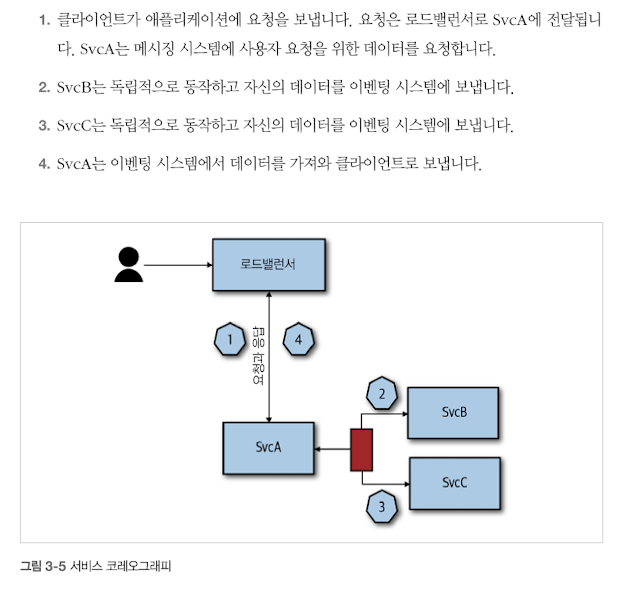 1. 클라이언트가 애플리케이션에 요청을 보냅니다. 요청은 로드밸런서로 SvcA에 전달됩니
다. SvcA는 메시징 시스템에 사용자 요청을 위한 데이터를 요청합니다.
2. SvcB는 독립적으로 동작하고 자신의 데이터를 이벤팅 시스템에 보냅니다.
3. SvcC는 독립적으로 동작하고 자신의 데이터를 이벤팅 시스템에 보냅니다.
4. SvcA는 이벤팅 시스템에서 데이터를 가져와 클라이언트로 보냅니다.
로드밸런서
1
요청과 응답
4
2
SvcB
SvcA
SvcC
3
그림 3-5 서비스 코레오그래피